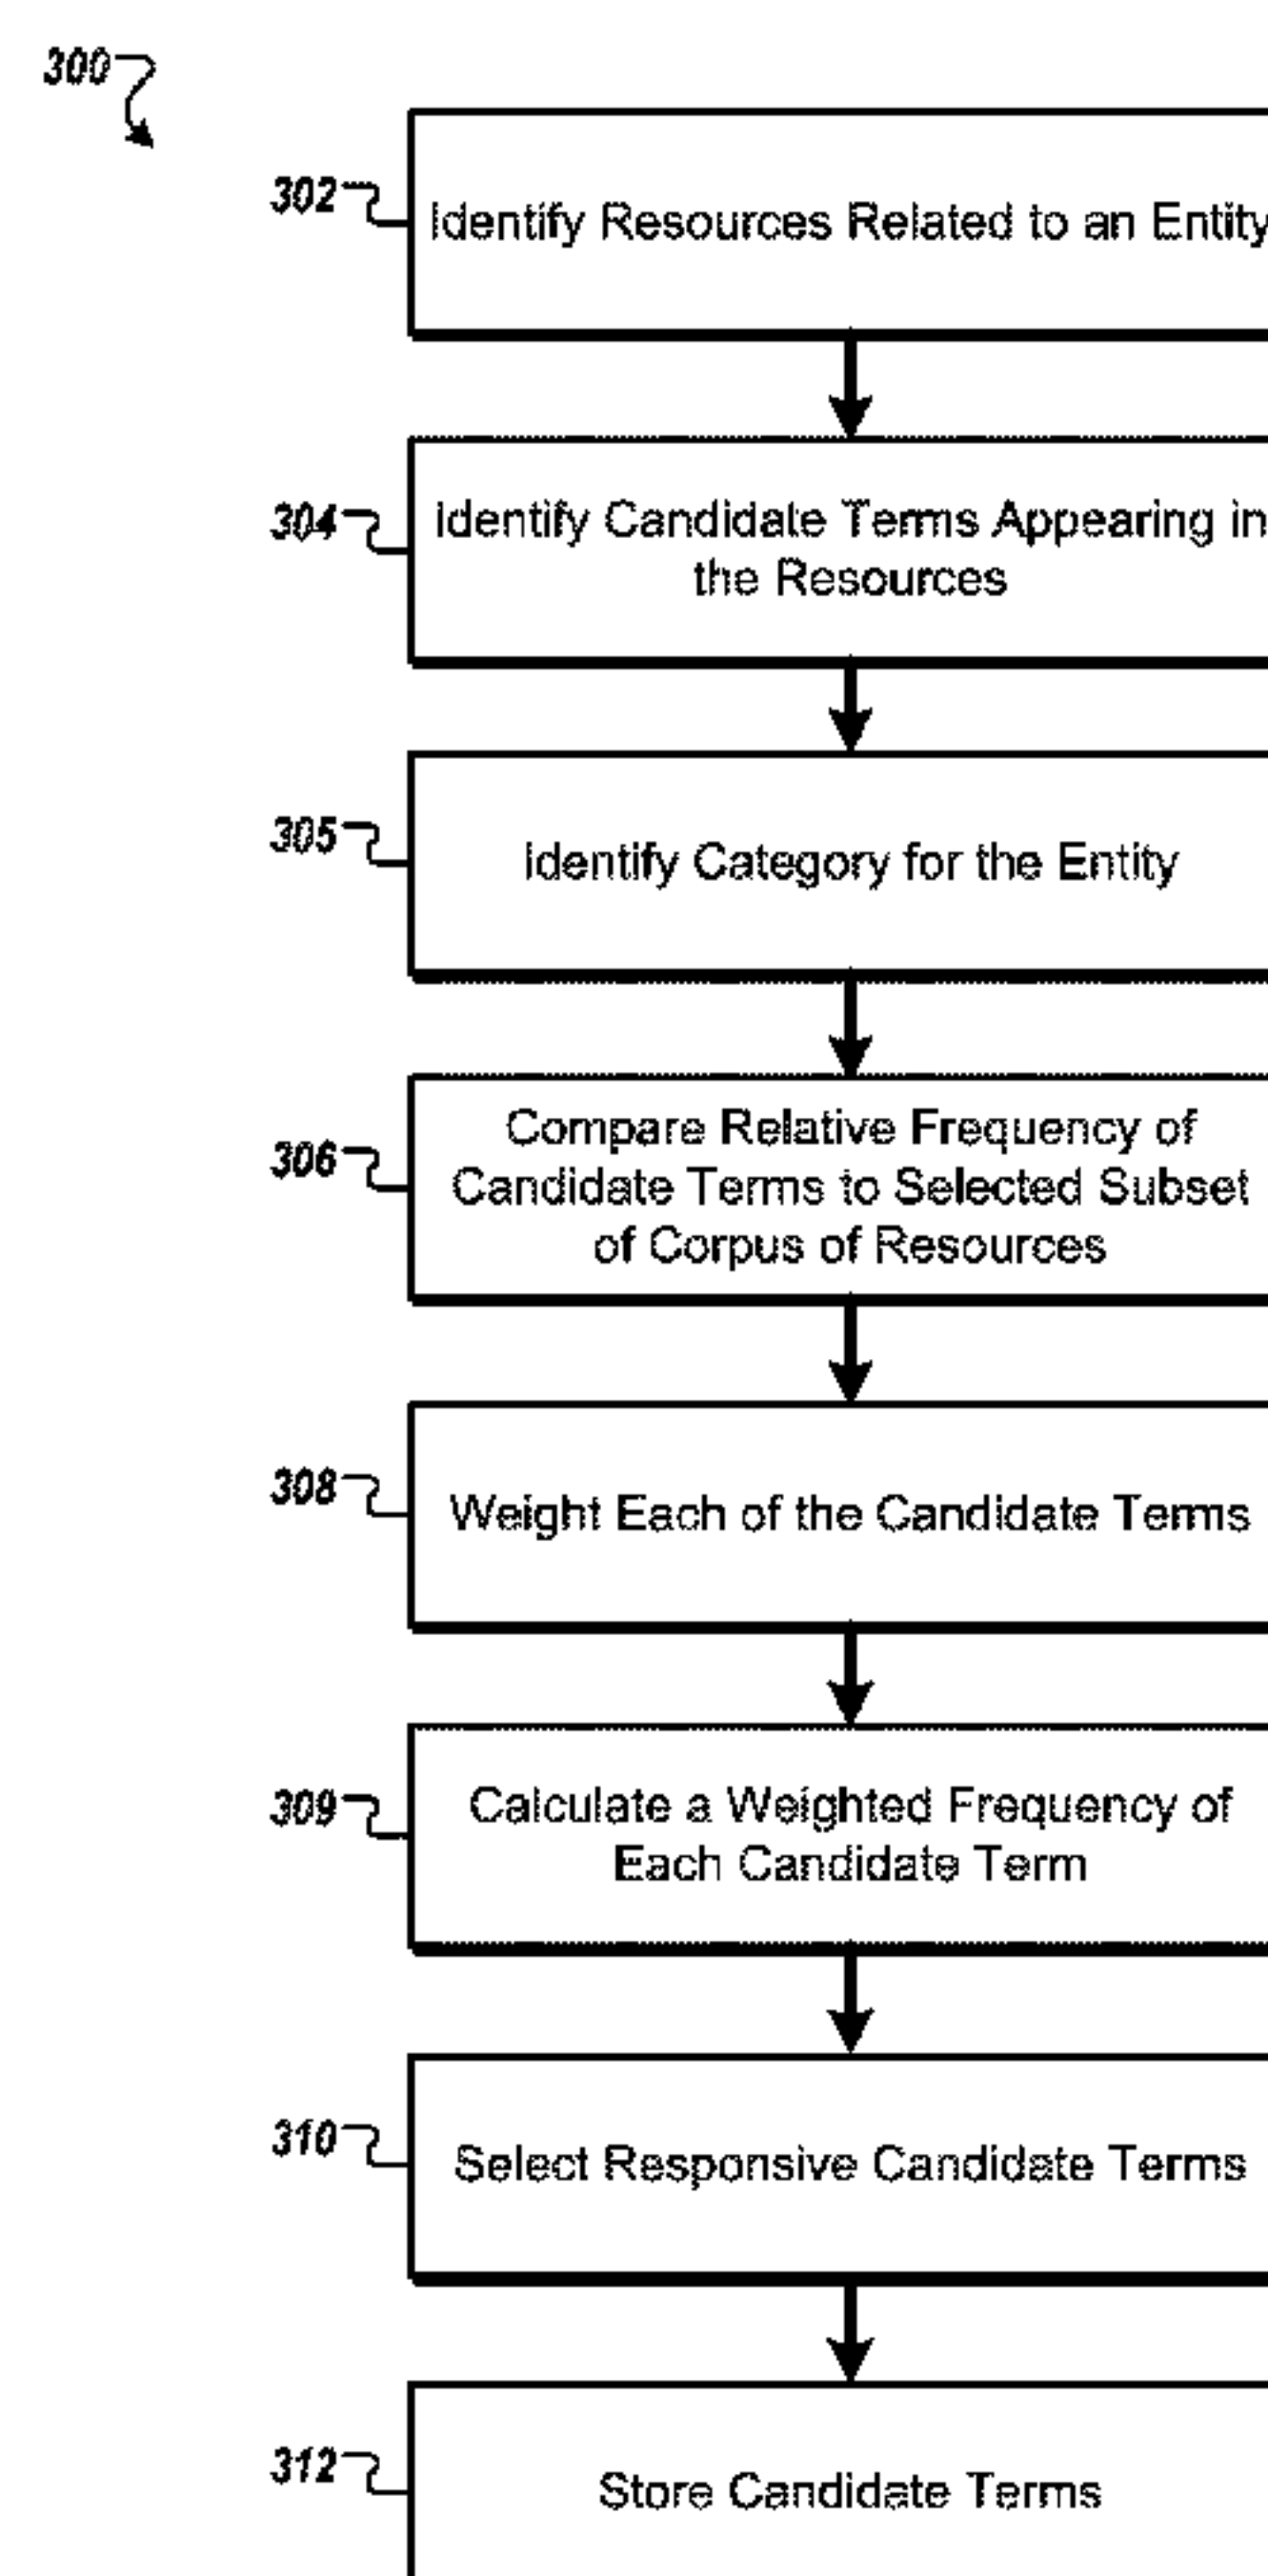 300
302
Identify Resources Related to an Entity
304
Identify Candidate Terms Appearing in
the Resources
305
Identify Category for the Entity
306
Compare Relative Frequency of
Candidate Terms to Selected Subset
of Corpus of Resources
308
Weight Each of the Candidate Terms
309
Calculate a Weighted Frequency of
Each Candidate Term
310
Select Responsive Candidate Terms
312
Store Candidate Terms